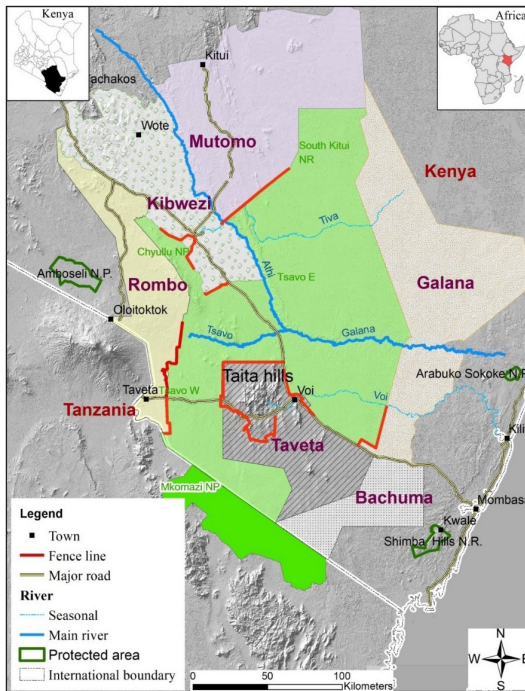 Kenya
Africa
Kitui
achakos
Wote
Mutomo
South Kitui
NR
Kenya
Kibwezi
Tiva
Chyullu NP
Athi
Tsavo E
Amboseli N.P.
Rombo
Galana
Oloitoktok
Tsavo
Galana
Arabuko Sokoke N.R
Taita hills
Taveta
Tsavo W
Voi
Voi
Tanzania
Kili
Taveta
Mkomazi NP
Bachuma
Mombasa
Kwale
Shimba Hills N.R.
Legend
Town
Fence line
Major road
River
Seasonal
Main river
Protected area
International boundary
0 50 100
Kilometers
N
W E
S